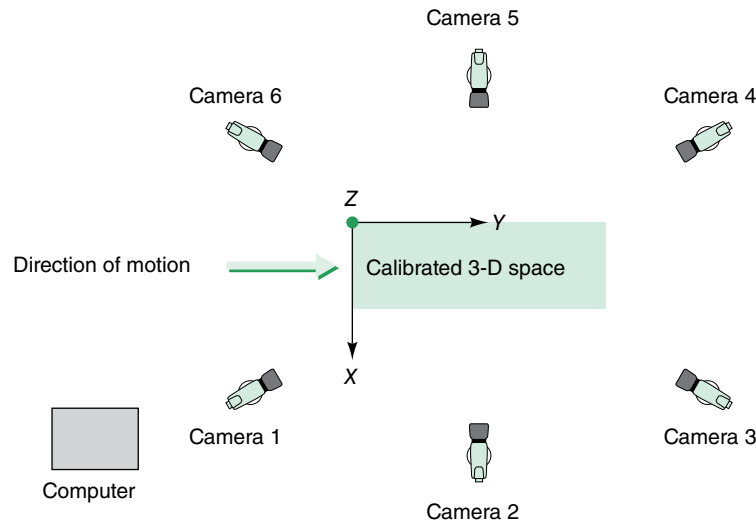 Camera 5
Camera 6
Camera 4
Z
Y
Direction of motion
Calibrated 3-D space
X
Camera 1
Camera 3
Computer
Camera 2